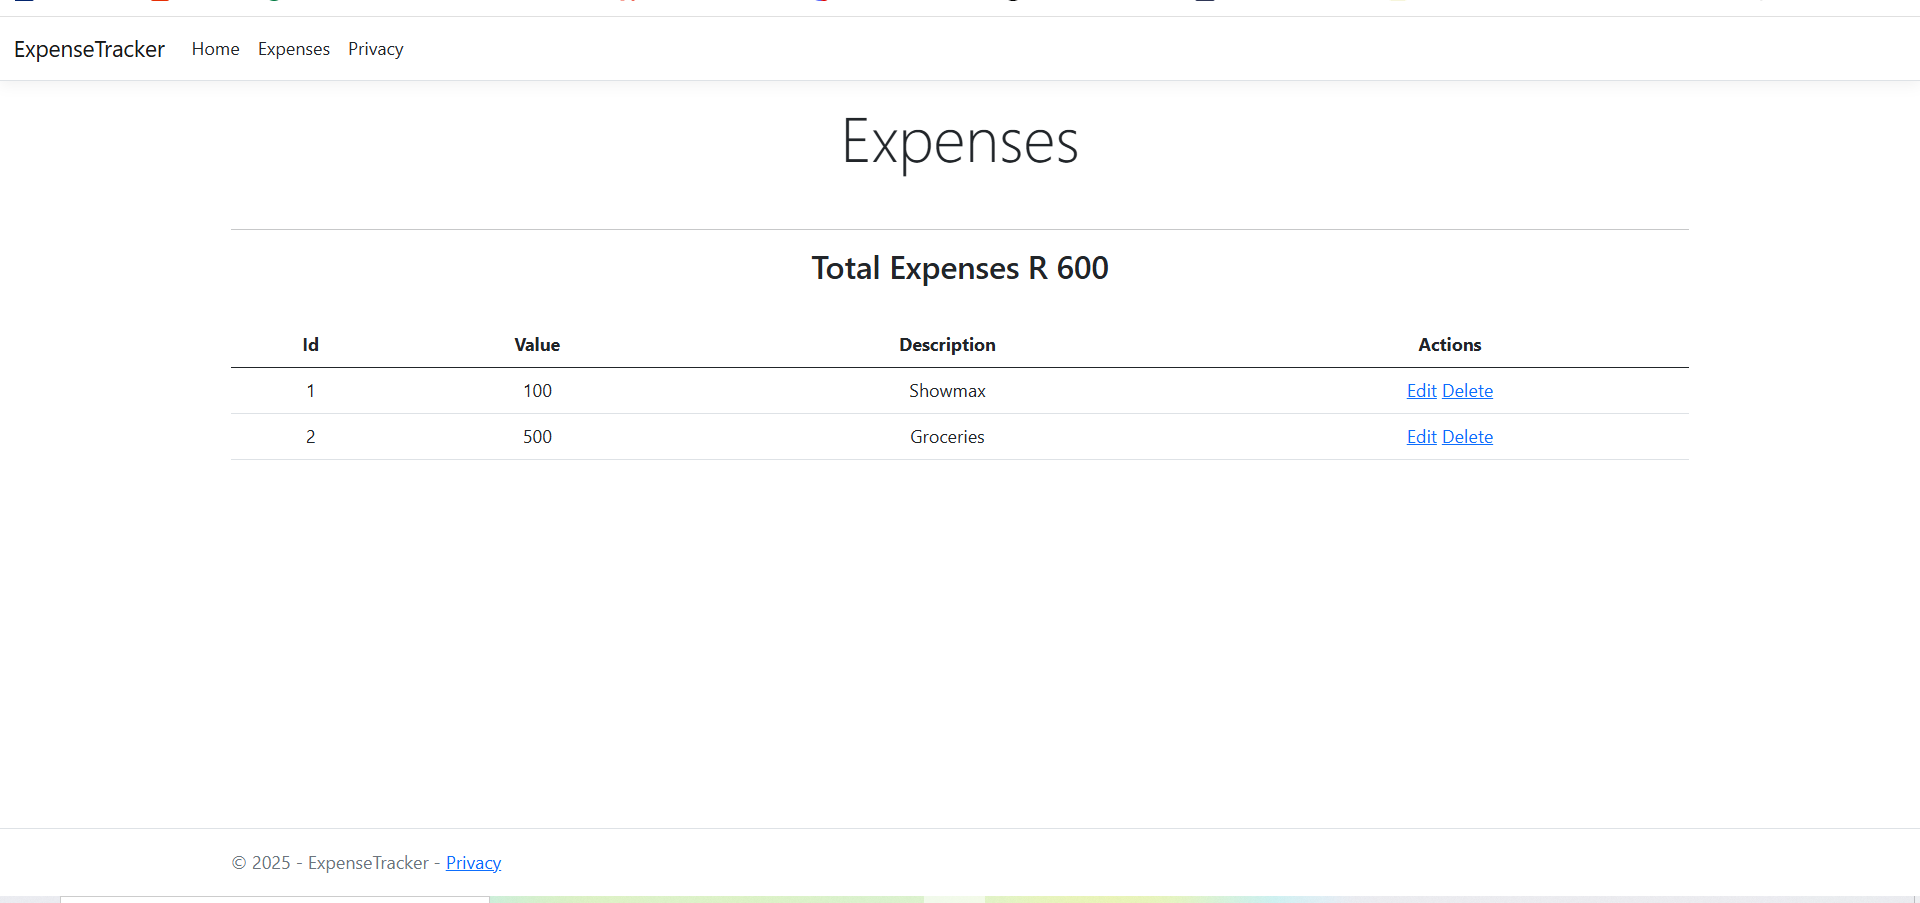 ExpenseTracker Home Expenses Privacy
Expenses
Total Expenses R 600
Id Value Description Actions
1 100 Showmax Edit Delete
2 500 Groceries Edit Delete
© 2025 - ExpenseTracker - Privacy